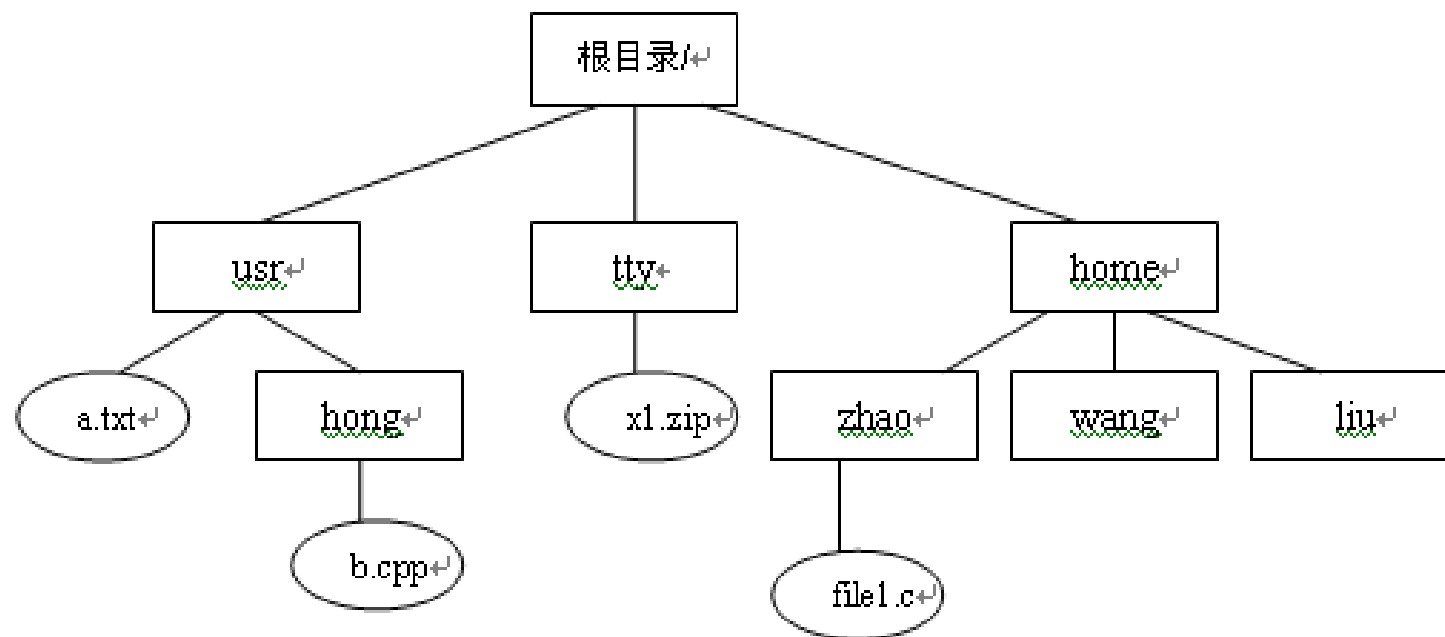 根目录/
usr
tty
home
a.txt
hong
x1.zip
zhao
wang
liu
b.cpp
file1.c